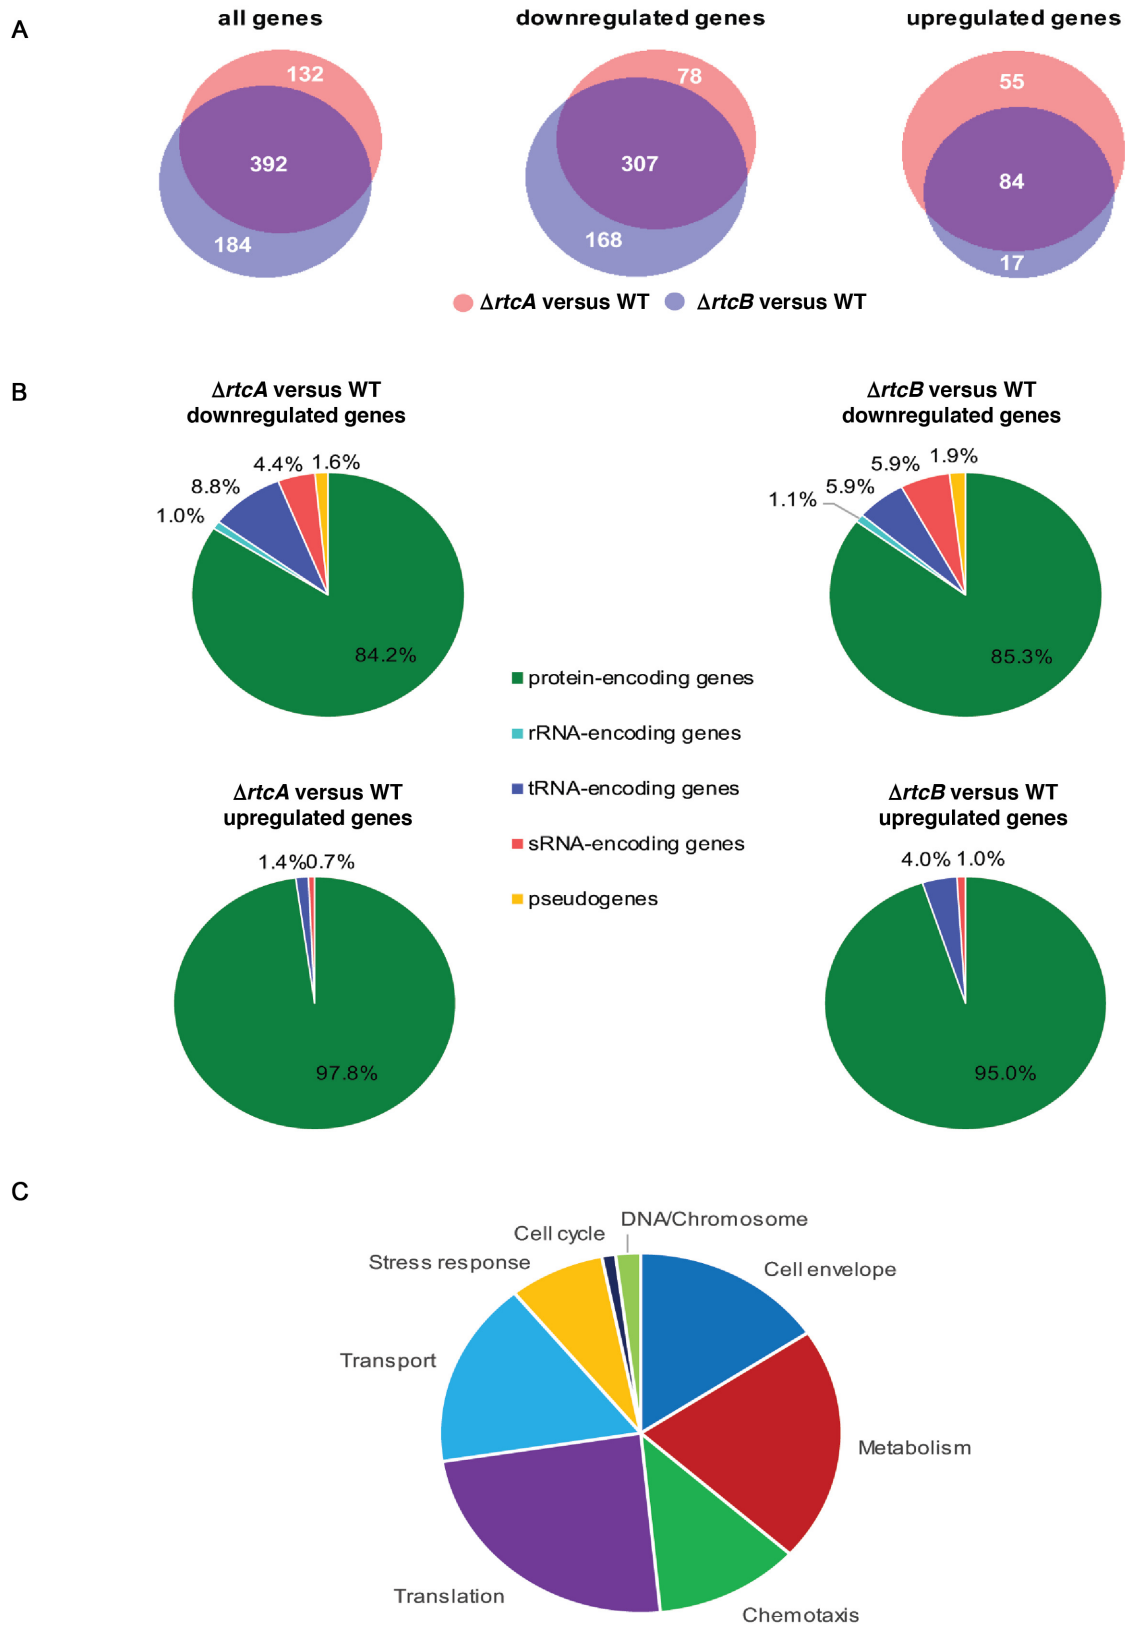 A
all genes
downregulated genes
upregulated genes
132
392
184
78
307
168
55
84
17
ΔrtcA versus WT
ΔrtcB versus WT
B
ΔrtcA versus WT
downregulated genes
1.0%
8.8%
4.4%
1.6%
84.2%
ΔrtcB versus WT
downregulated genes
1.1%
5.9%
5.9%
1.9%
85.3%
protein-encoding genes
rRNA-encoding genes
tRNA-encoding genes
sRNA-encoding genes
pseudogenes
ΔrtcA versus WT
upregulated genes
1.4%
0.7%
97.8%
ΔrtcB versus WT
upregulated genes
4.0%
1.0%
95.0%
C
DNA/Chromosome
Cell cycle
Stress response
Cell envelope
Transport
Metabolism
Translation
Chemotaxis